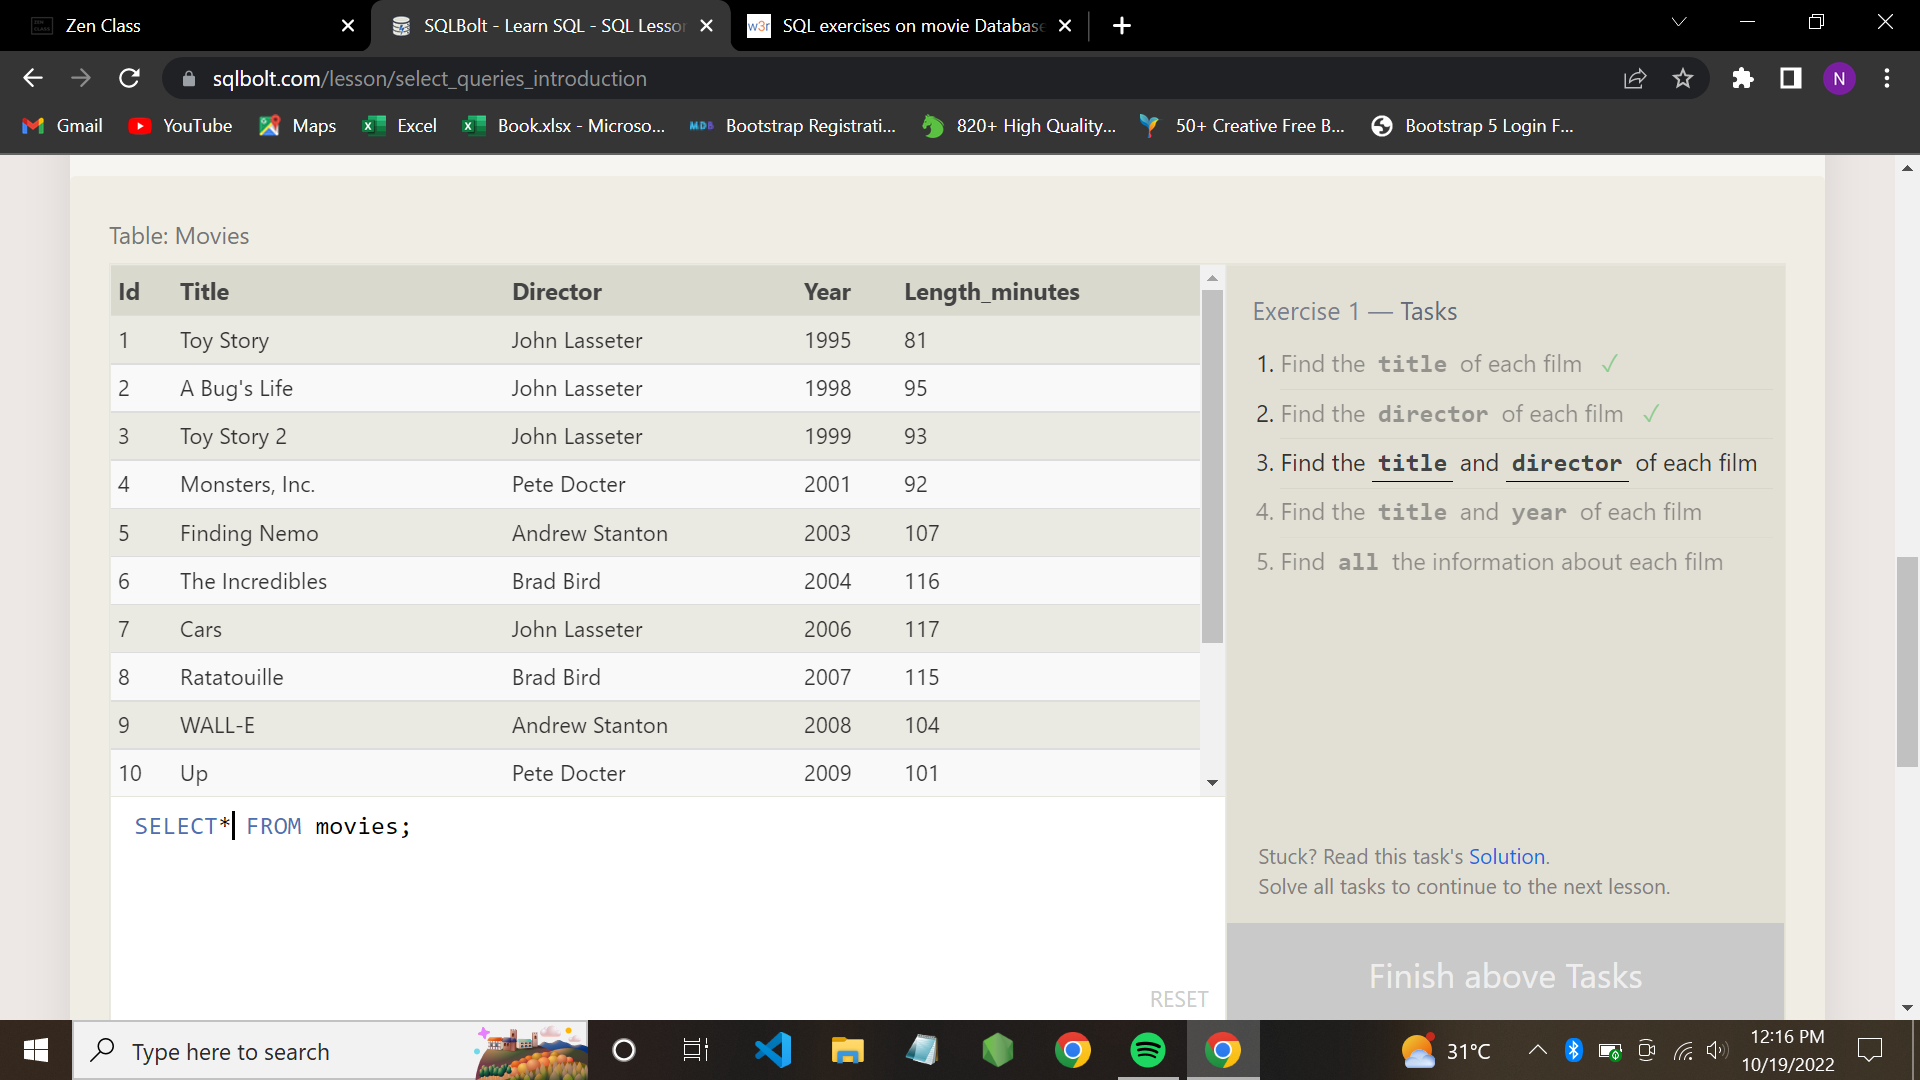 Zen Class
SQLBolt - Learn SQL - SQL Lesso
w3r SQL exercises on movie Database
sqlbolt.com/lesson/select_queries_introduction
N
Gmail
YouTube
Maps
Excel
Book.xlsx - Microso...
MDB Bootstrap Registrati...
820+ High Quality...
50+ Creative Free B...
Bootstrap 5 Login F...
Table: Movies
Id Title Director Year Length_minutes
1 Toy Story John Lasseter 1995 81
2 A Bug's Life John Lasseter 1998 95
3 Toy Story 2 John Lasseter 1999 93
4 Monsters, Inc. Pete Docter 2001 92
5 Finding Nemo Andrew Stanton 2003 107
6 The Incredibles Brad Bird 2004 116
7 Cars John Lasseter 2006 117
8 Ratatouille Brad Bird 2007 115
9 WALL-E Andrew Stanton 2008 104
10 Up Pete Docter 2009 101
SELECT* FROM movies;
RESET
Exercise 1 — Tasks
1. Find the title of each film ✓
2. Find the director of each film ✓
3. Find the title and director of each film
4. Find the title and year of each film
5. Find all the information about each film
Stuck? Read this task's Solution.
Solve all tasks to continue to the next lesson.
Finish above Tasks
Type here to search
31°C
12:16 PM
10/19/2022